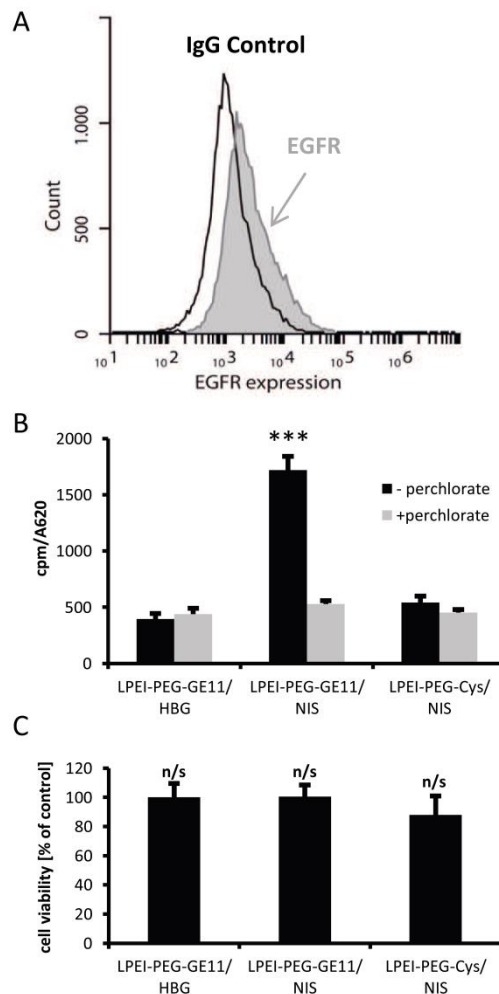 A
IgG Control
EGFR
Count
1.000
500
0
10 1
10 2
10 3
10 4
10 5
10 6
EGFR expression
B
***
cpm/A620
2000
1500
1000
500
0
- perchlorate
+perchlorate
LPEI-PEG-GE11/
HBG
LPEI-PEG-GE11/
NIS
LPEI-PEG-Cys/
NIS
C
cell viability [% of control]
120
100
80
60
40
20
0
n/s
n/s
n/s
LPEI-PEG-GE11/
HBG
LPEI-PEG-GE11/
NIS
LPEI-PEG-Cys/
NIS